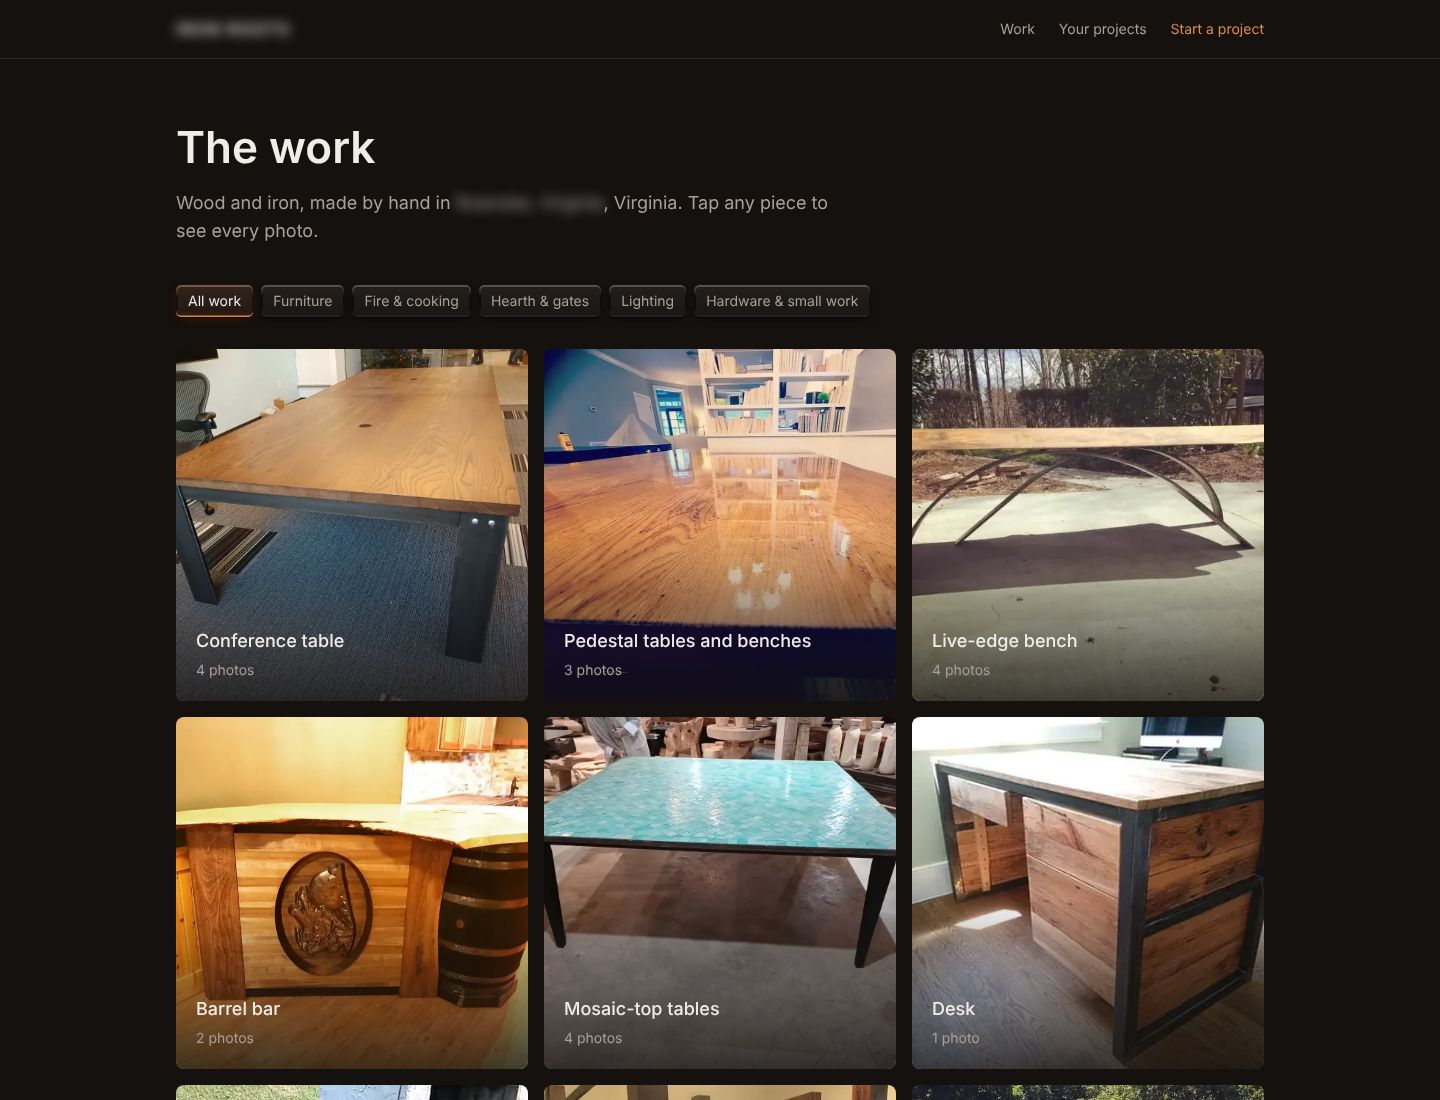 Work
Your projects
Start a project
The work
Wood and iron, made by hand in , Virginia. Tap any piece to
see every photo.
All work
Furniture
Fire & cooking
Hearth & gates
Lighting
Hardware & small work
Conference table
4 photos
Pedestal tables and benches
3 photos
Live-edge bench
4 photos
Barrel bar
2 photos
Mosaic-top tables
4 photos
Desk
1 photo